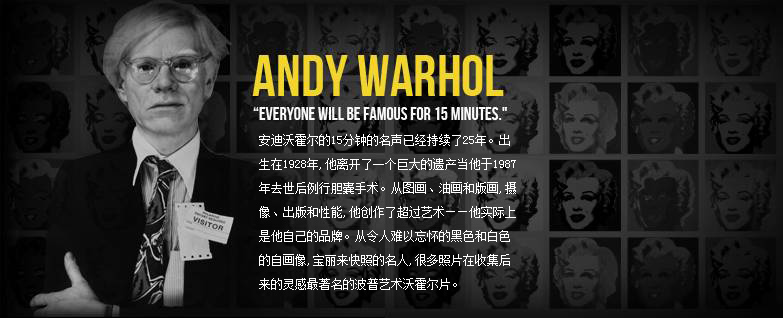 ANDY WARHOL
“EVERYONE WILL BE FAMOUS FOR 15 MINUTES."
安迪沃霍尔的15分钟的名声已经持续了25年。出
生在1928年, 他离开了一个巨大的遗产当他于1987
年去世后例行胆囊手术。从图画、油画和版画, 摄
像、出版和性能, 他创作了超过艺术——他实际上
是他自己的品牌。从令人难以忘怀的黑色和白色
的自画像, 宝丽来快照的名人, 很多照片在收集后
来的灵感最著名的波普艺术沃霍尔片。
VISITOR